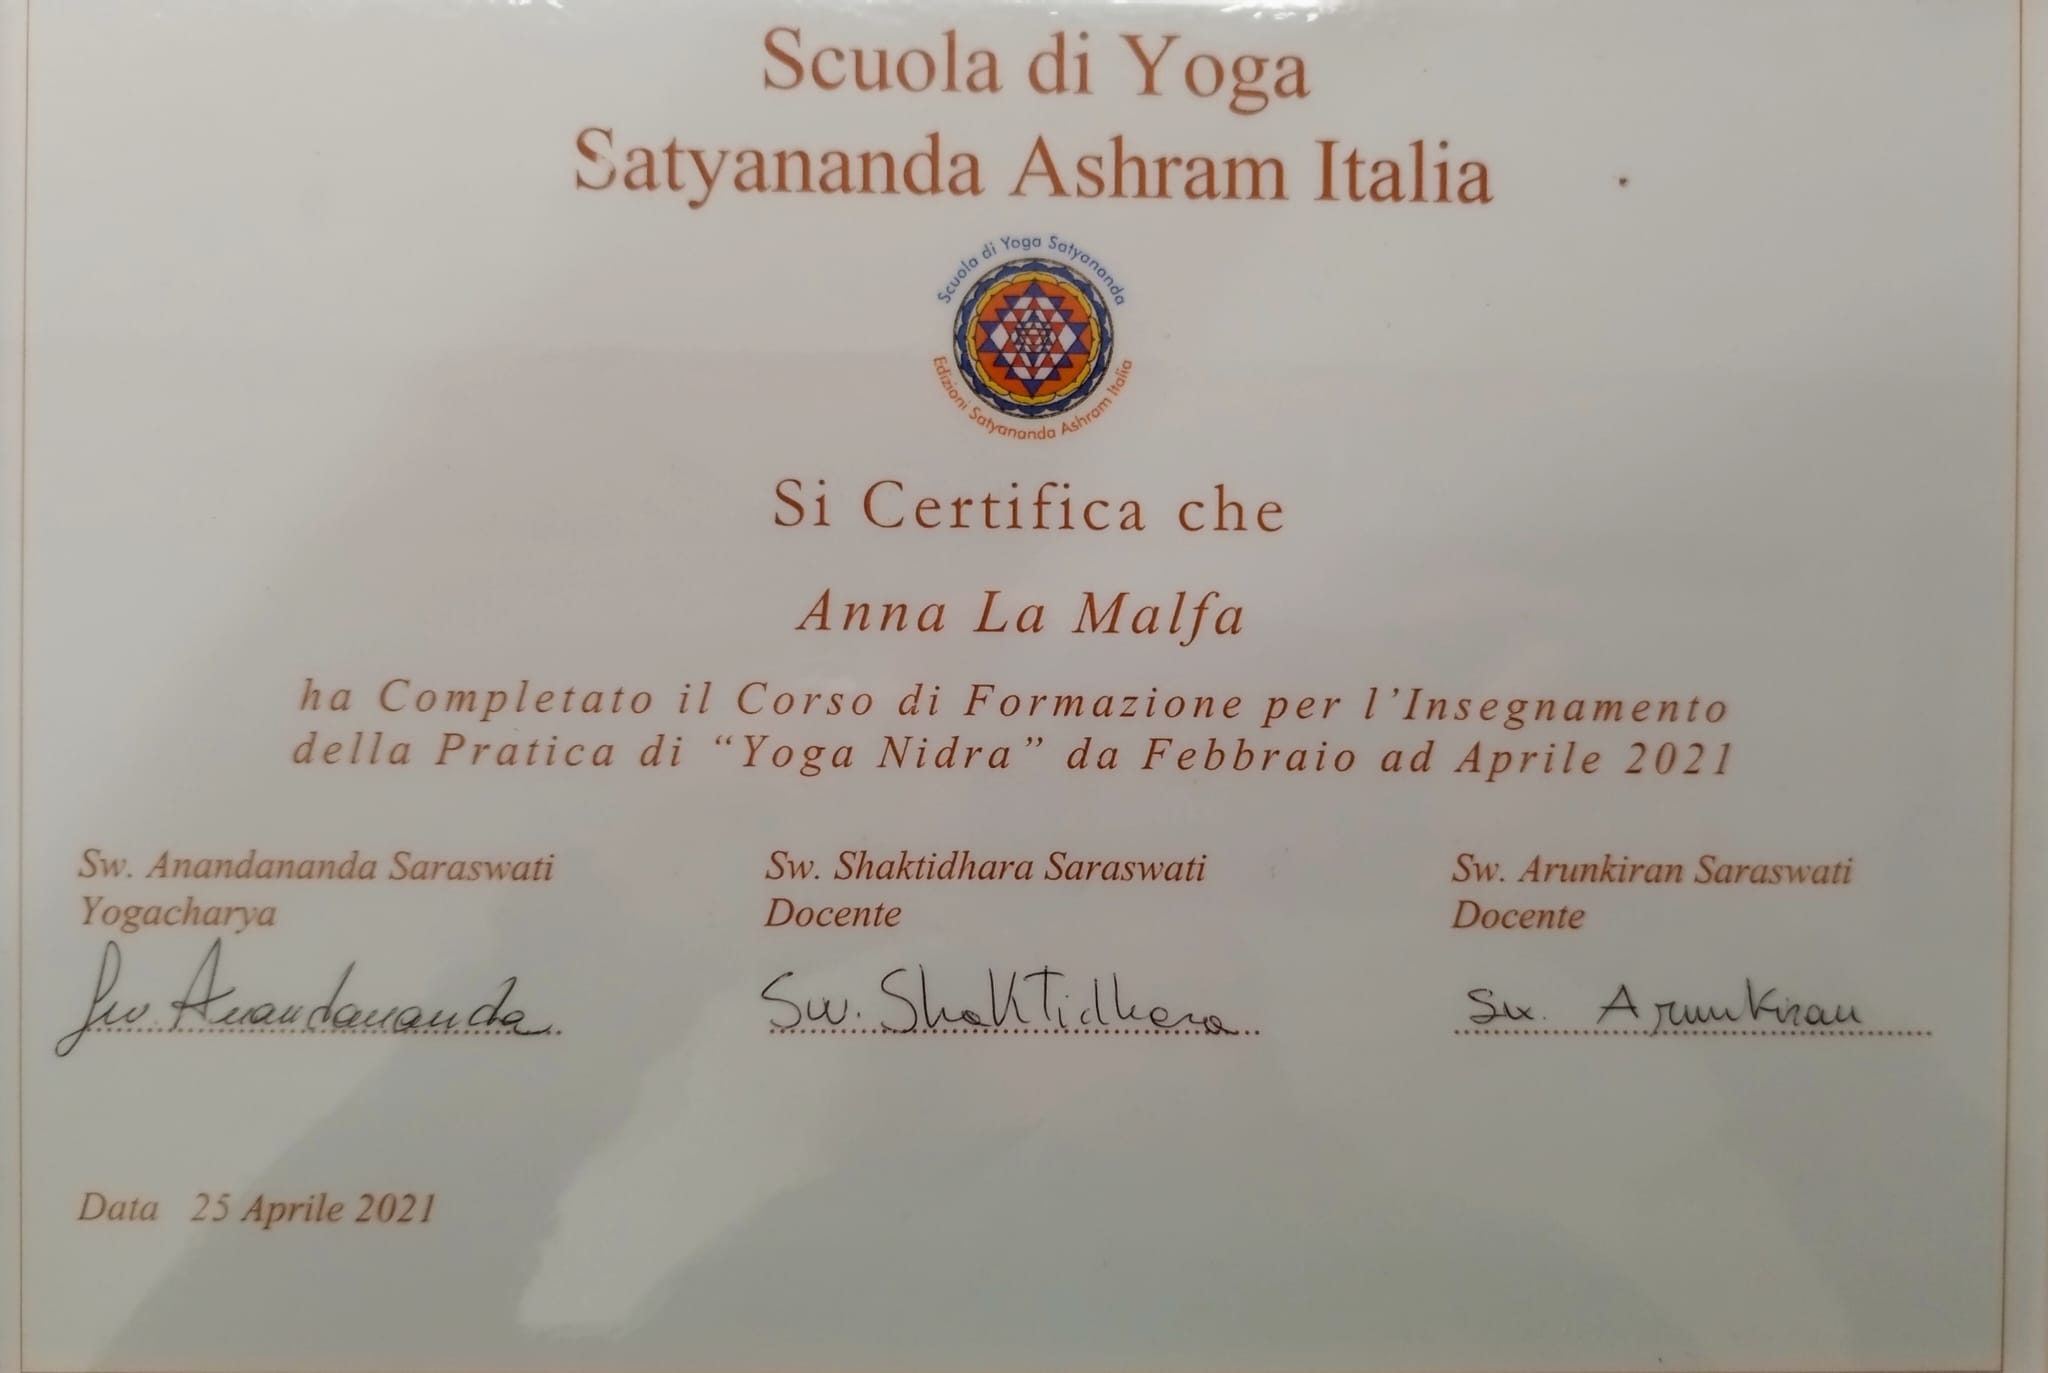 Scuola di Yoga
Satyananda Ashram Italia
Scuola di Yoga Satyananda
Edizioni Satyananda Ashram Italia
Si Certifica che
Anna La Malfa
ha Completato il Corso di Formazione per l'Insegnamento
della Pratica di “Yoga Nidra” da Febbraio ad Aprile 2021
Sw. Anandananda Saraswati
Yogacharya
Sw. Anandananda
Sw. Shaktidhara Saraswati
Docente
Sw. Shaktidhara
Sw. Arunkiran Saraswati
Docente
Sw. Arunkiran
Data 25 Aprile 2021